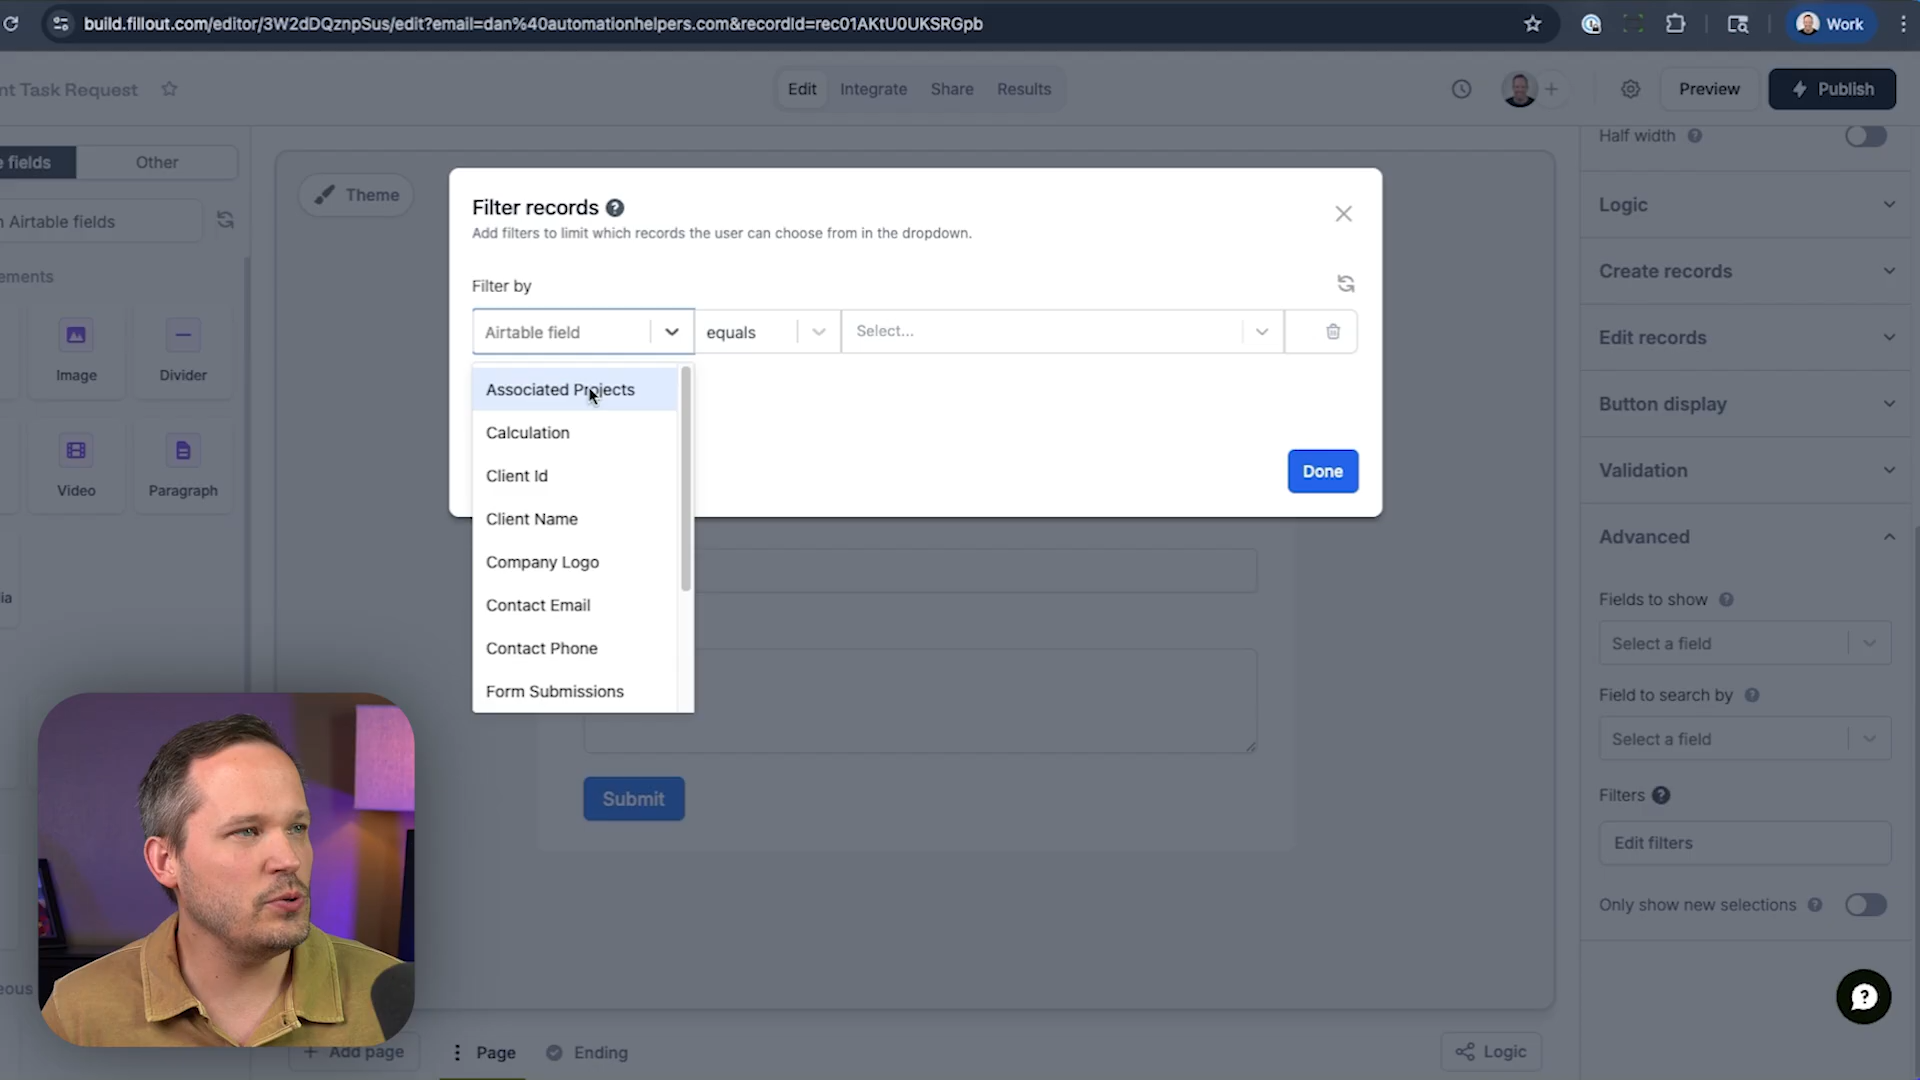 build.fillout.com/editor/3W2dDQznpSus/edit?email=dan%40automationhelpers.com&recordId=rec01AKtU0UKSRGpb
Work
nt Task Request
Edit
Integrate
Share
Results
Preview
Publish
e fields
Other
Theme
n Airtable fields
ements
Image
Divider
Video
Paragraph
ia
eous
Filter records
Add filters to limit which records the user can choose from in the dropdown.
Filter by
Airtable field
equals
Select...
Associated Projects
Calculation
Client Id
Client Name
Company Logo
Contact Email
Contact Phone
Form Submissions
Done
Submit
Half width
Logic
Create records
Edit records
Button display
Validation
Advanced
Fields to show
Select a field
Field to search by
Select a field
Filters
Edit filters
Only show new selections
+ Add page
Page
Ending
Logic